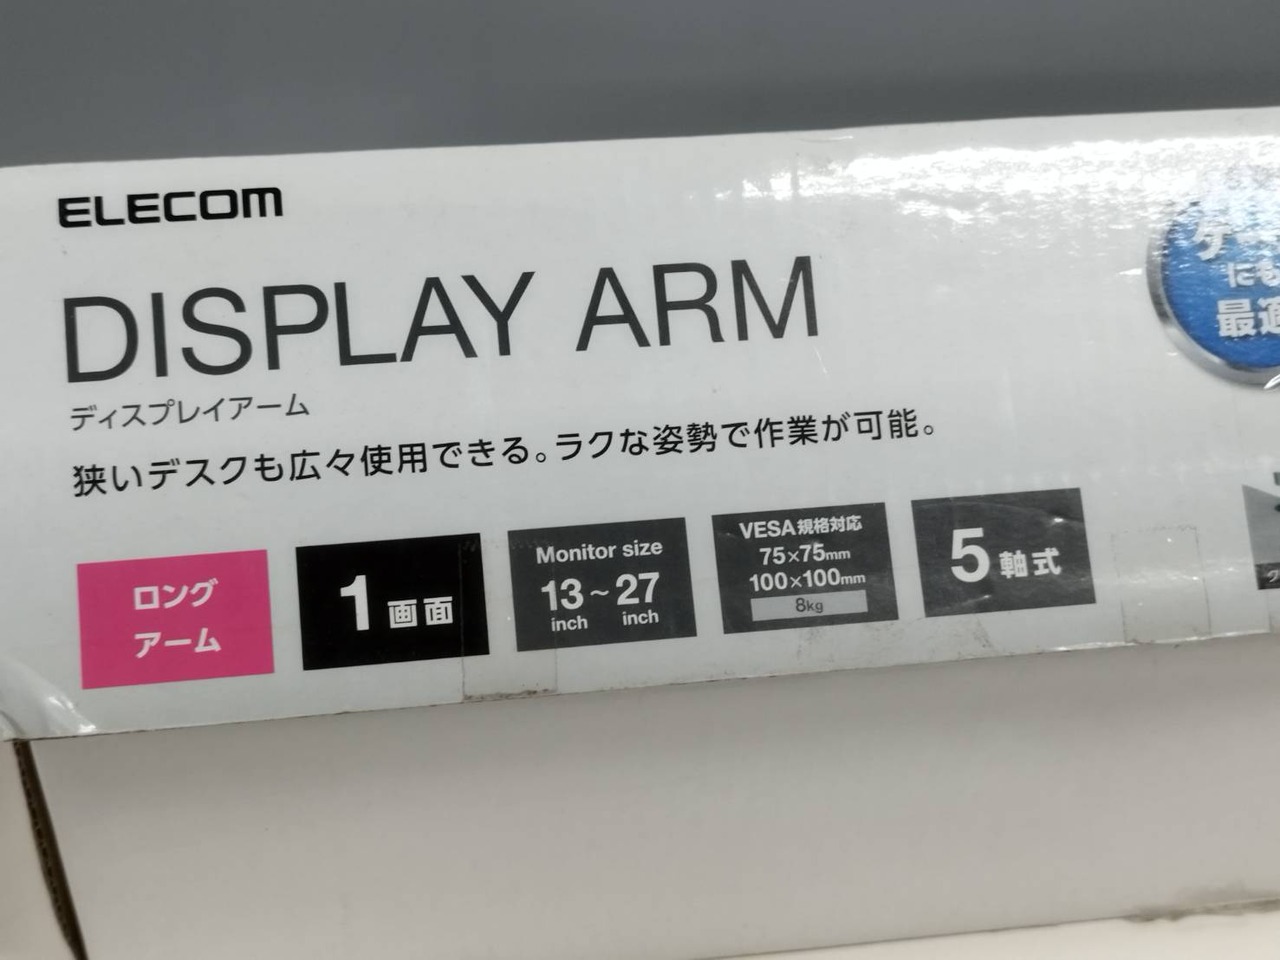 ELECOM
DISPLAY ARM
ディスプレイアーム
狭いデスクも広々使用できる。ラクな姿勢で作業が可能。
ロング
アーム
1画面
Monitor size
13~27
inch inch
VESA規格対応
75×75mm
100×100mm
8kg
5軸式
にも
最適